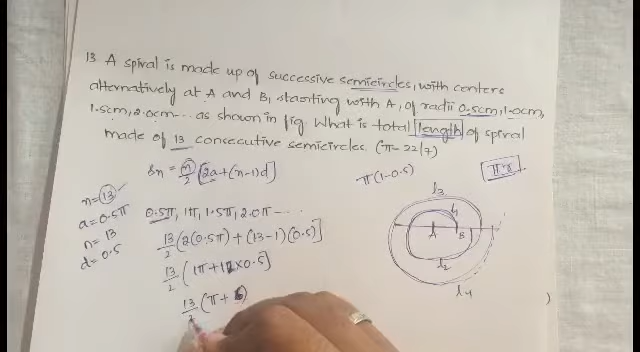 13 A spiral is made up of successive semicircles, with centers
alternatively at A and B, starting with A, of radii 0.5cm, 1.0cm,
1.5cm, 2.0cm... as shown in fig. What is total length of spiral
made of 13 consecutive semicircles. (π = 22/7)
Sn = n/2 [2a+(n-1)d]
π(1-0.5)
πr
n=13
a=0.5π
n=13
d=0.5
0.5π, 1π, 1.5π, 2.0π ....
13/2 (2(0.5π) + (13-1)(0.5)]
13/2 (1π+12×0.5]
13/2 (π+6)
l3
l1
A
B
l2
l4
)